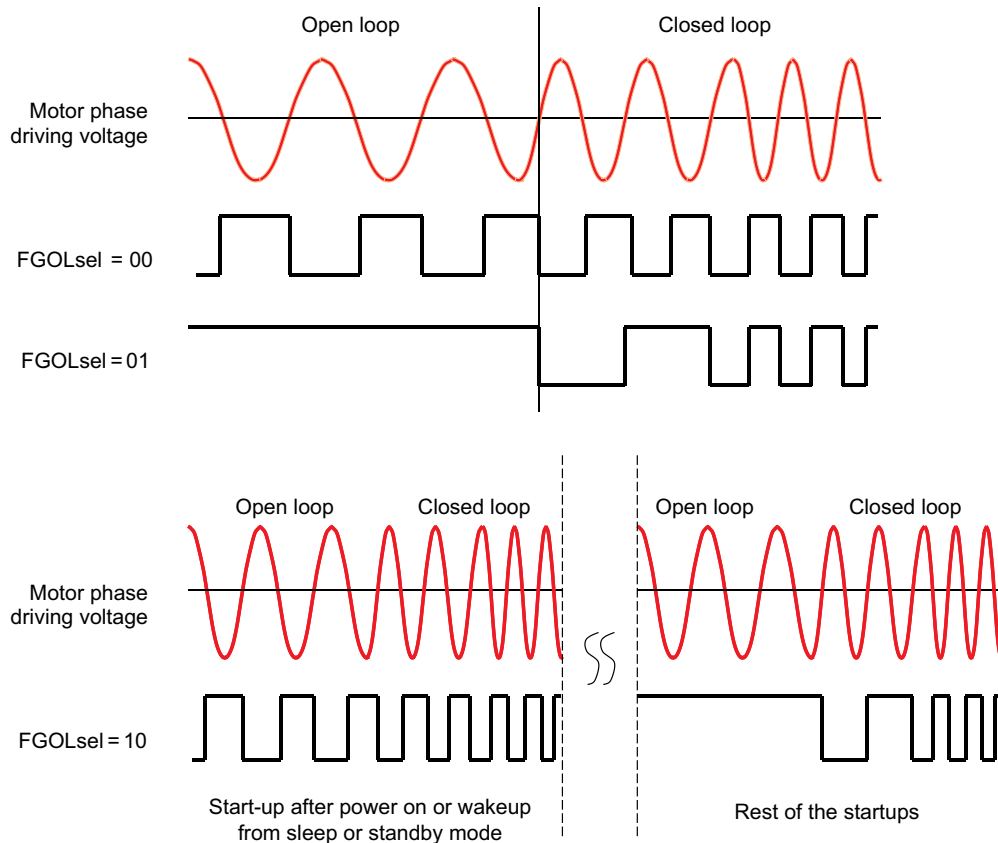 Open loop
Closed loop
Motor phase
driving voltage
FGOLsel = 00
FGOLsel = 01
Open loop
Closed loop
Open loop
Closed loop
Motor phase
driving voltage
FGOLsel = 10
Start-up after power on or wakeup
from sleep or standby mode
Rest of the startups